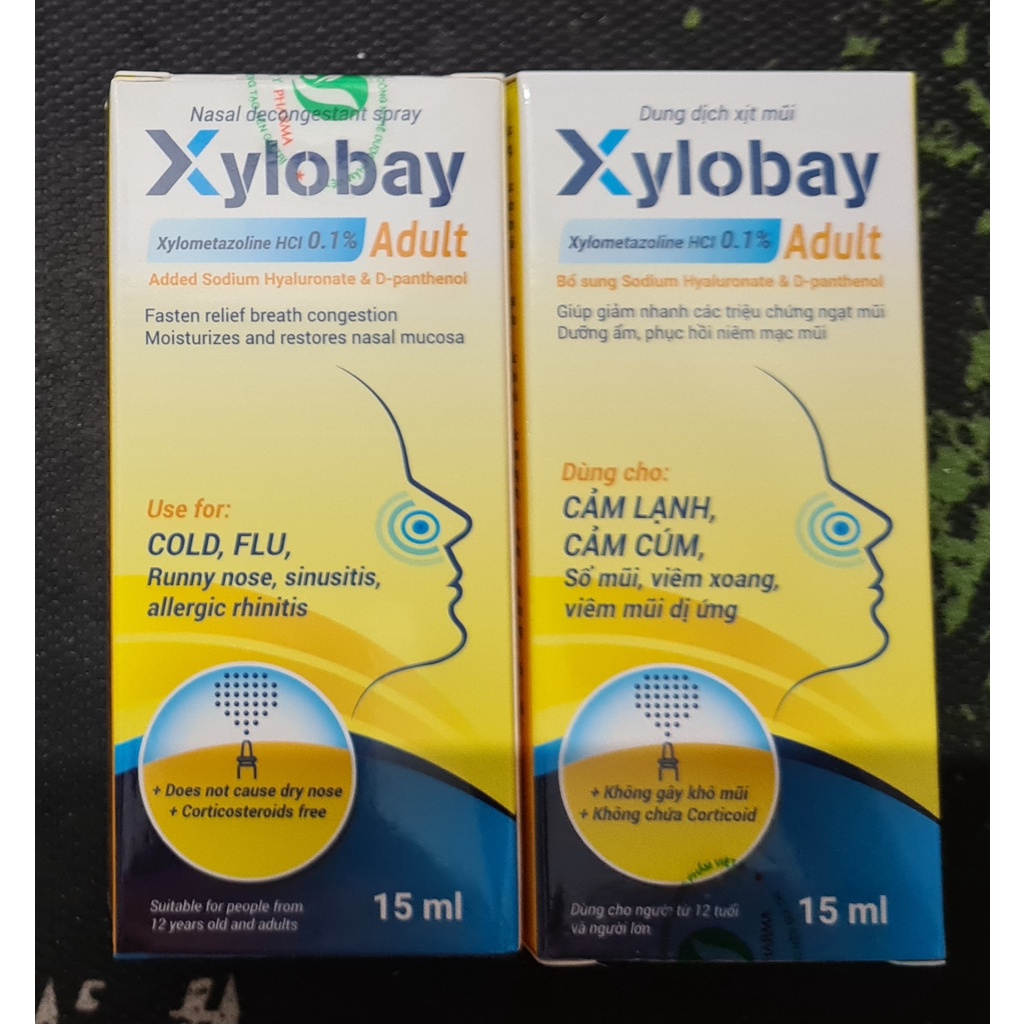 Nasal decongestant spray
Xylobay
Xylometazoline HCl 0.1% Adult
Added Sodium Hyaluronate & D-panthenol
Fasten relief breath congestion
Moisturizes and restores nasal mucosa
Use for:
COLD, FLU,
Runny nose, sinusitis,
allergic rhinitis
+ Does not cause dry nose
+ Corticosteroids free
Suitable for people from
12 years old and adults
15 ml
PHARMA
Dung dịch xịt mũi
Xylobay
Xylometazoline HCl 0.1% Adult
Bổ sung Sodium Hyaluronate & D-panthenol
Giúp giảm nhanh các triệu chứng ngạt mũi
Dưỡng ẩm, phục hồi niêm mạc mũi
Dùng cho:
CẢM LẠNH,
CẢM CÚM,
Sổ mũi, viêm xoang,
viêm mũi dị ứng
+ Không gây khô mũi
+ Không chứa Corticoid
Dùng cho người từ 12 tuổi
và người lớn
15 ml